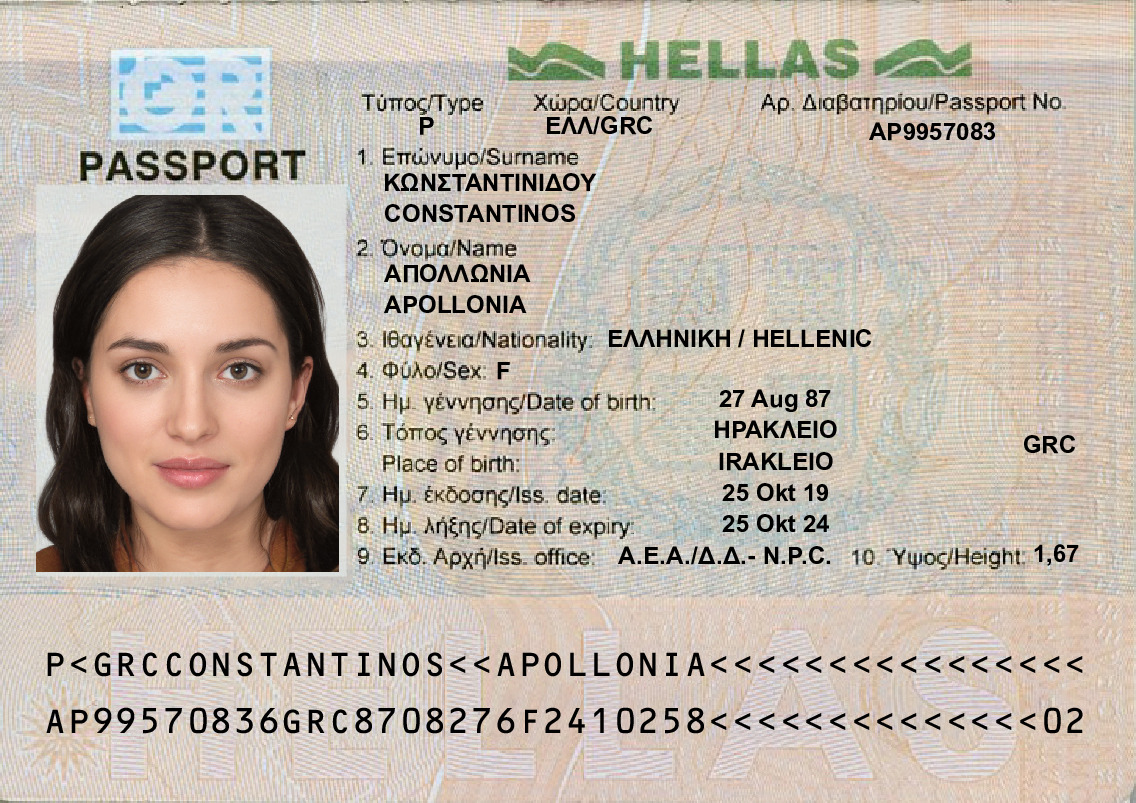 GR
HELLAS
PASSPORT
Τύπος/Type Χώρα/Country Αρ. Διαβατηρίου/Passport No.
P ΕΛΛ/GRC AP9957083
1. Επώνυμο/Surname
ΚΩΝΣΤΑΝΤΙΝΙΔΟΥ
CONSTANTINOS
2. Όνομα/Name
ΑΠΟΛΛΩΝΙΑ
APOLLONIA
3. Ιθαγένεια/Nationality: ΕΛΛΗΝΙΚΗ / HELLENIC
4. Φύλο/Sex: F
5. Ημ. γέννησης/Date of birth: 27 Aug 87
6. Τόπος γέννησης: ΗΡΑΚΛΕΙΟ
Place of birth: IRAKLEIO GRC
7. Ημ. έκδοσης/Iss. date: 25 Okt 19
8. Ημ. λήξης/Date of expiry: 25 Okt 24
9 Εκδ. Αρχή/Iss. office: Α.Ε.Α./Δ.Δ.- N.P.C. 10. Ύψος/Height: 1,67
HELLAS
P<GRCCONSTANTINOS<<APOLLONIA<<<<<<<<<<<<<<<<
AP99570836GRC8708276F2410258<<<<<<<<<<<<<<02